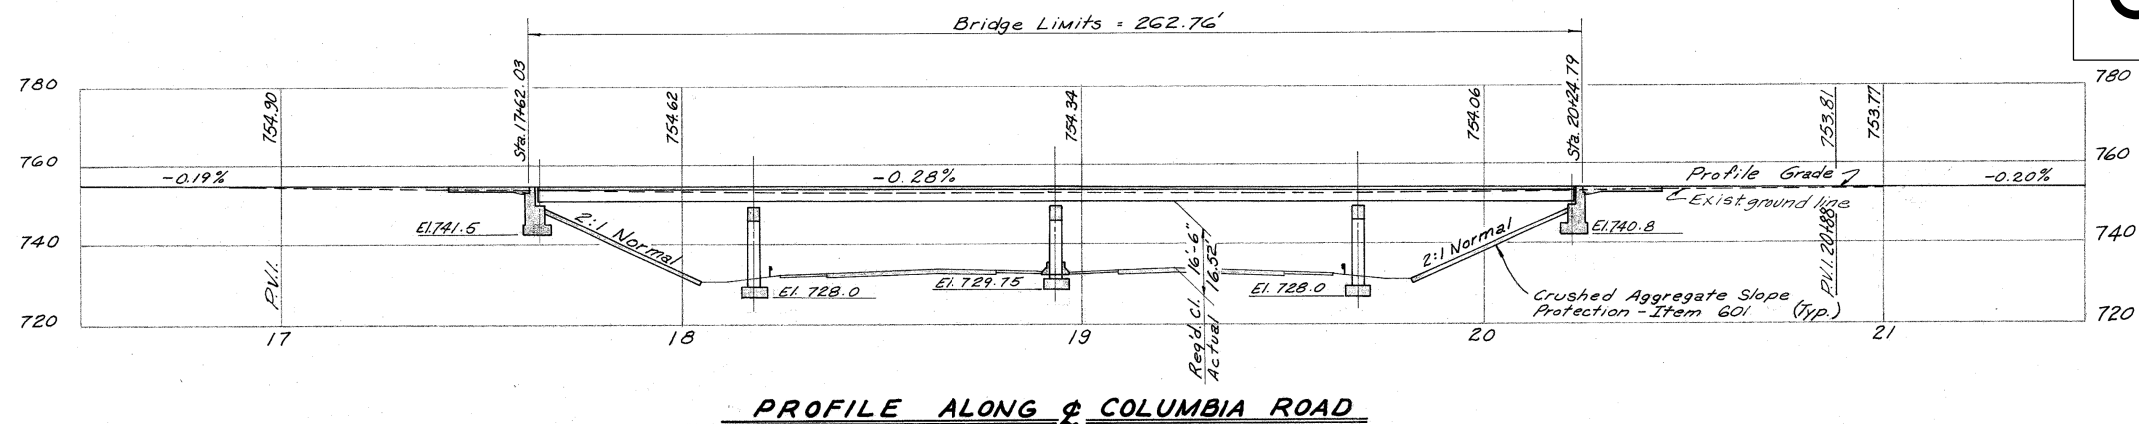 Bridge Limits = 262.76'
780
780
754.90
Sta. 17+62.03
754.62
754.34
754.06
Sta. 20+24.79
753.81
753.77
760
760
-0.19%
-0.28%
Profile Grade
-0.20%
Exist. ground line
El. 741.5
2:1 Normal
2:1 Normal
El. 740.8
740
740
P.V.I.
El. 728.0
El. 729.75
Req'd. Cl. 16'-6"
Actual 16.52'
El. 728.0
P.V.I. 20+88
Crushed Aggregate Slope
Protection - Item 601 (Typ.)
720
720
17
18
19
20
21
PROFILE ALONG ℄ COLUMBIA ROAD